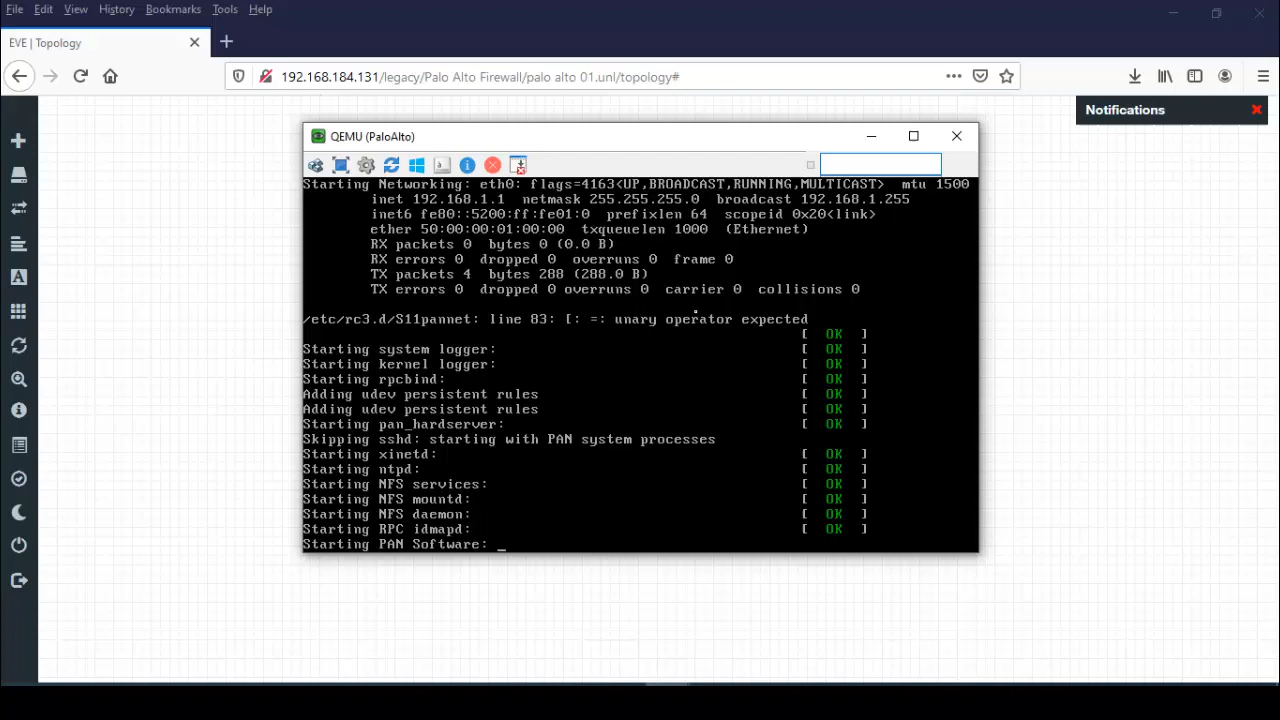 File Edit View History Bookmarks Tools Help
EVE | Topology
192.168.184.131/legacy/Palo Alto Firewall/palo alto 01.unl/topology#
Notifications
QEMU (PaloAlto)
Starting Networking: eth0: flags=4163<UP,BROADCAST,RUNNING,MULTICAST>  mtu 1500
        inet 192.168.1.1  netmask 255.255.255.0  broadcast 192.168.1.255
        inet6 fe80::5200:ff:fe01:0  prefixlen 64  scopeid 0x20<link>
        ether 50:00:00:01:00:00  txqueuelen 1000  (Ethernet)
        RX packets 0  bytes 0 (0.0 B)
        RX errors 0  dropped 0  overruns 0  frame 0
        TX packets 4  bytes 288 (288.0 B)
        TX errors 0  dropped 0 overruns 0  carrier 0  collisions 0
/etc/rc3.d/S11pannet: line 83: [: =: unary operator expected
[  OK  ]
Starting system logger: [  OK  ]
Starting kernel logger: [  OK  ]
Starting rpcbind: [  OK  ]
Adding udev persistent rules [  OK  ]
Adding udev persistent rules [  OK  ]
Starting pan_hardserver: [  OK  ]
Skipping sshd: starting with PAN system processes
Starting xinetd: [  OK  ]
Starting ntpd: [  OK  ]
Starting NFS services: [  OK  ]
Starting NFS mountd: [  OK  ]
Starting NFS daemon: [  OK  ]
Starting RPC idmapd: [  OK  ]
Starting PAN Software: _